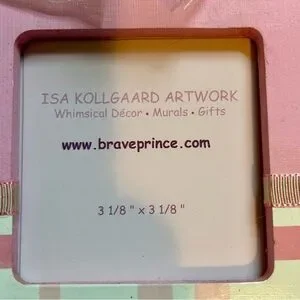 ISA KOLLGAARD ARTWORK
Whimsical Décor • Murals • Gifts
www.braveprince.com
3 1/8 " x 3 1/8 "